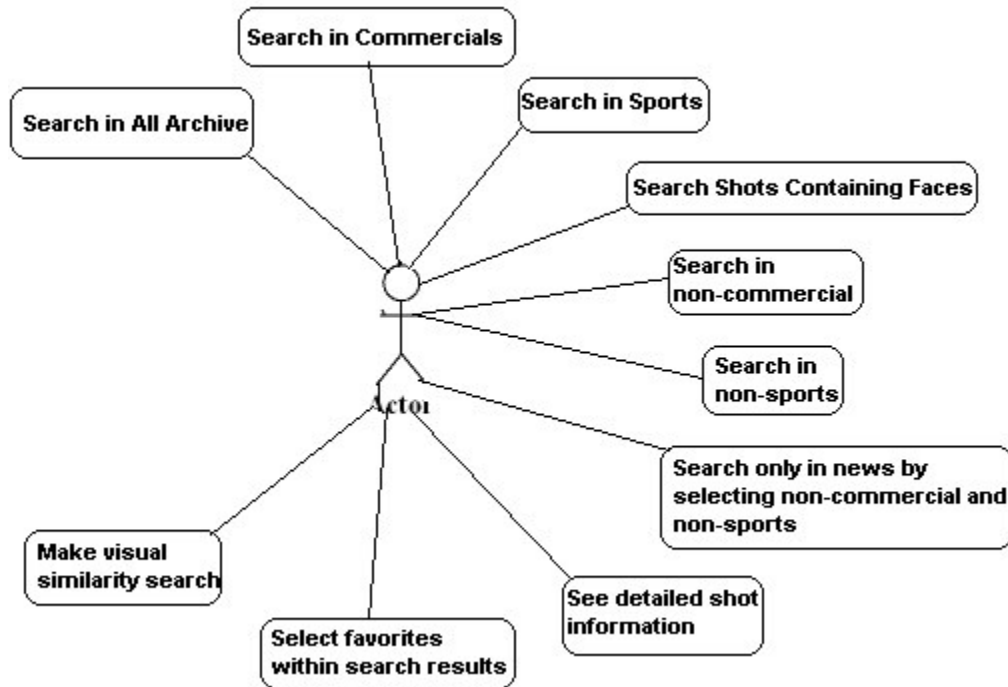 Search in Commercials
Search in All Archive
Search in Sports
Search Shots Containing Faces
Search in
non-commercial
Search in
non-sports
Actor
Search only in news by
selecting non-commercial and
non-sports
Make visual
similarity search
See detailed shot
information
Select favorites
within search results